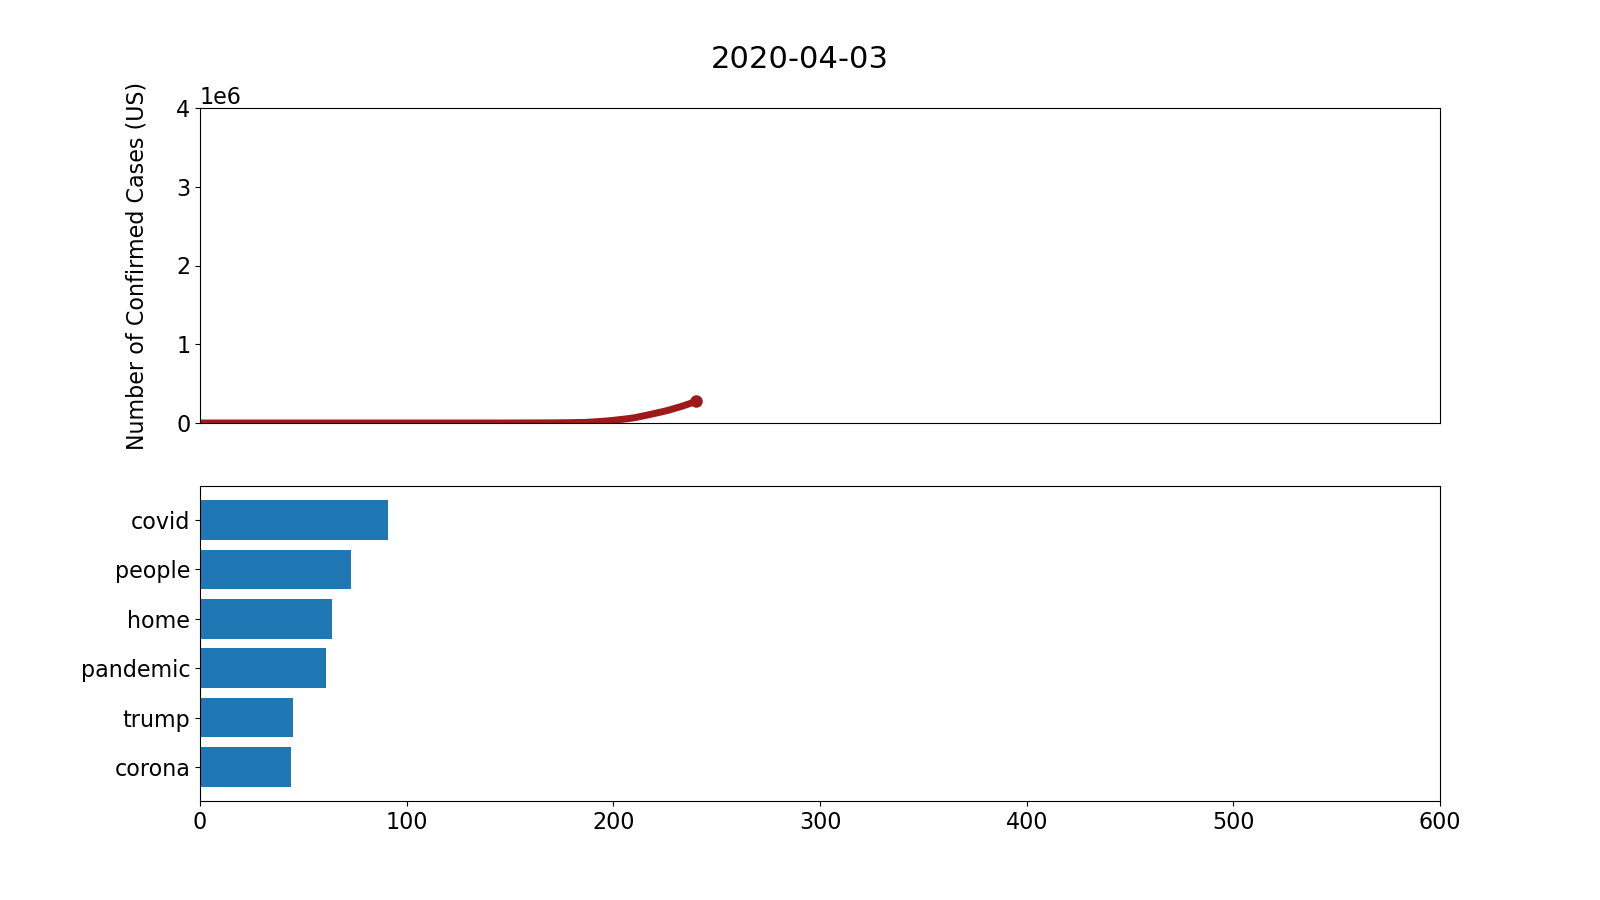 2020-04-03
1e6
Number of Confirmed Cases (US)
4
3
2
1
0
covid
people
home
pandemic
trump
corona
0 100 200 300 400 500 600